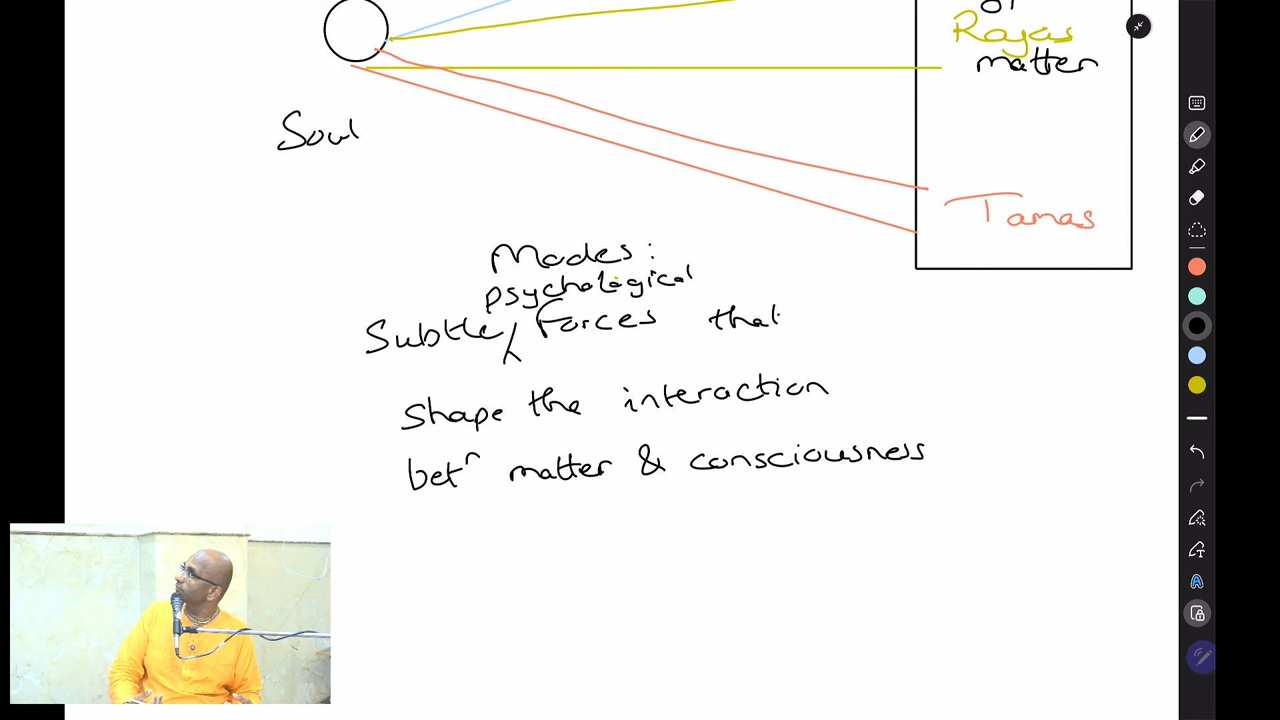 Rajas
matter
Soul
Tamas
Modes:
psychological
Subtle Forces that
shape the interaction
betn matter & consciousness